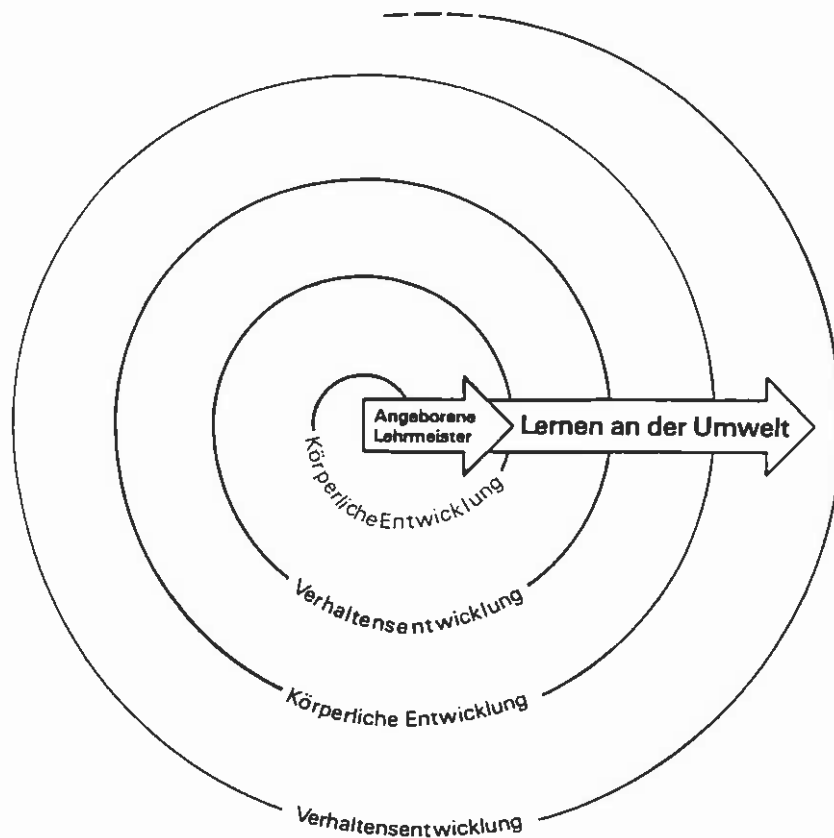 Angeborene
Lehrmeister
Lernen an der Umwelt
Körperliche Entwicklung
Verhaltensentwicklung
Körperliche Entwicklung
Verhaltensentwicklung